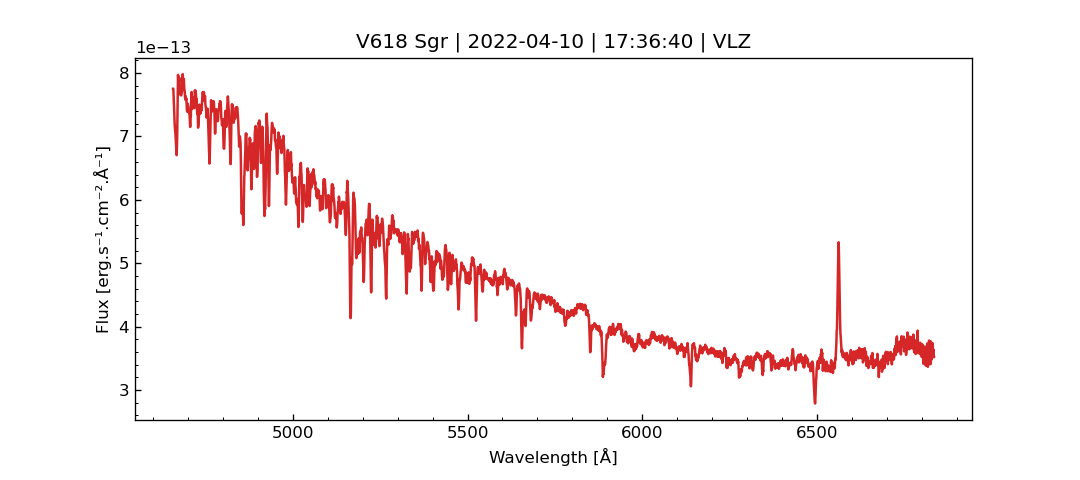 V618 Sgr | 2022-04-10 | 17:36:40 | VLZ
1e−13
8
7
6
5
4
3
Flux [erg.s⁻¹.cm⁻².Å⁻¹]
5000 5500 6000 6500
Wavelength [Å]